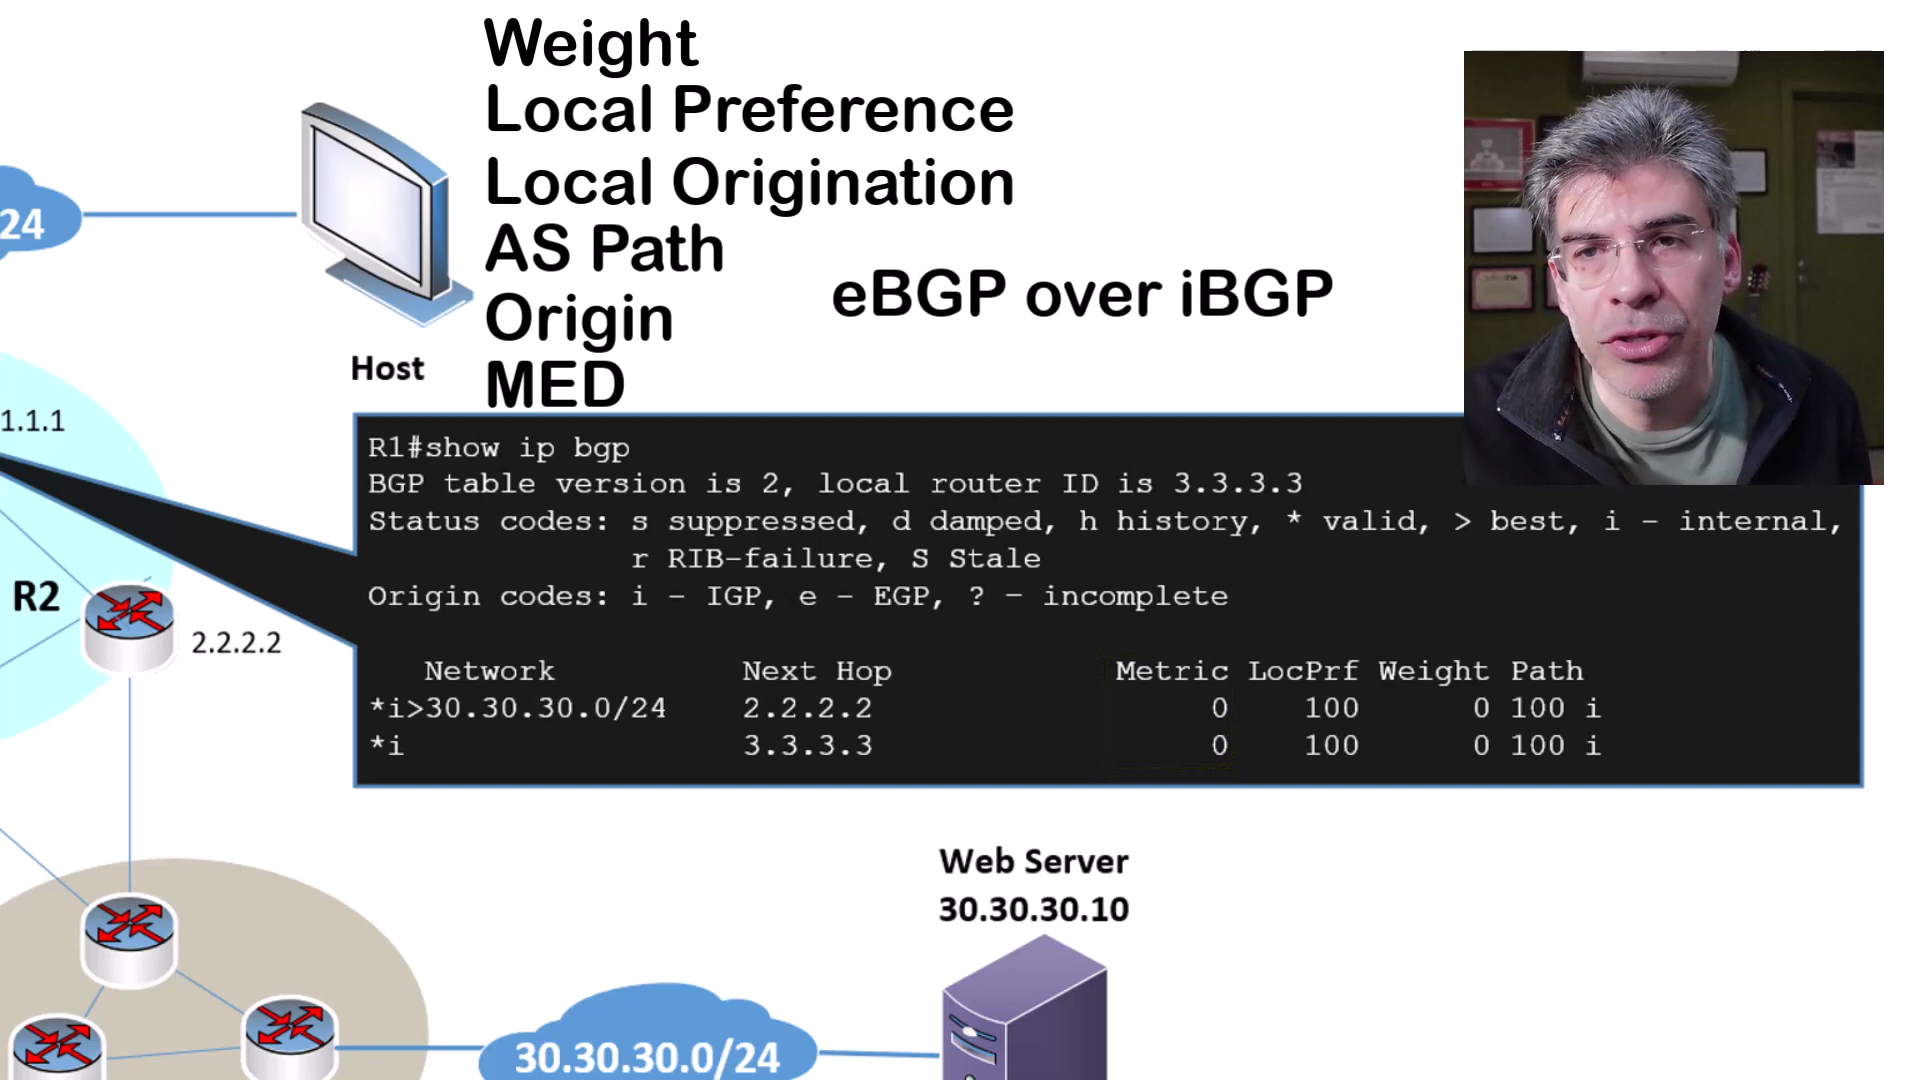 Weight
Local Preference
Local Origination
AS Path
Origin
MED
eBGP over iBGP
24
Host
1.1.1
R2
2.2.2.2
R1#show ip bgp
BGP table version is 2, local router ID is 3.3.3.3
Status codes: s suppressed, d damped, h history, * valid, > best, i - internal,
r RIB-failure, S Stale
Origin codes: i - IGP, e - EGP, ? - incomplete
Network Next Hop Metric LocPrf Weight Path
*i>30.30.30.0/24 2.2.2.2 0 100 0 100 i
*i 3.3.3.3 0 100 0 100 i
Web Server
30.30.30.10
30.30.30.0/24